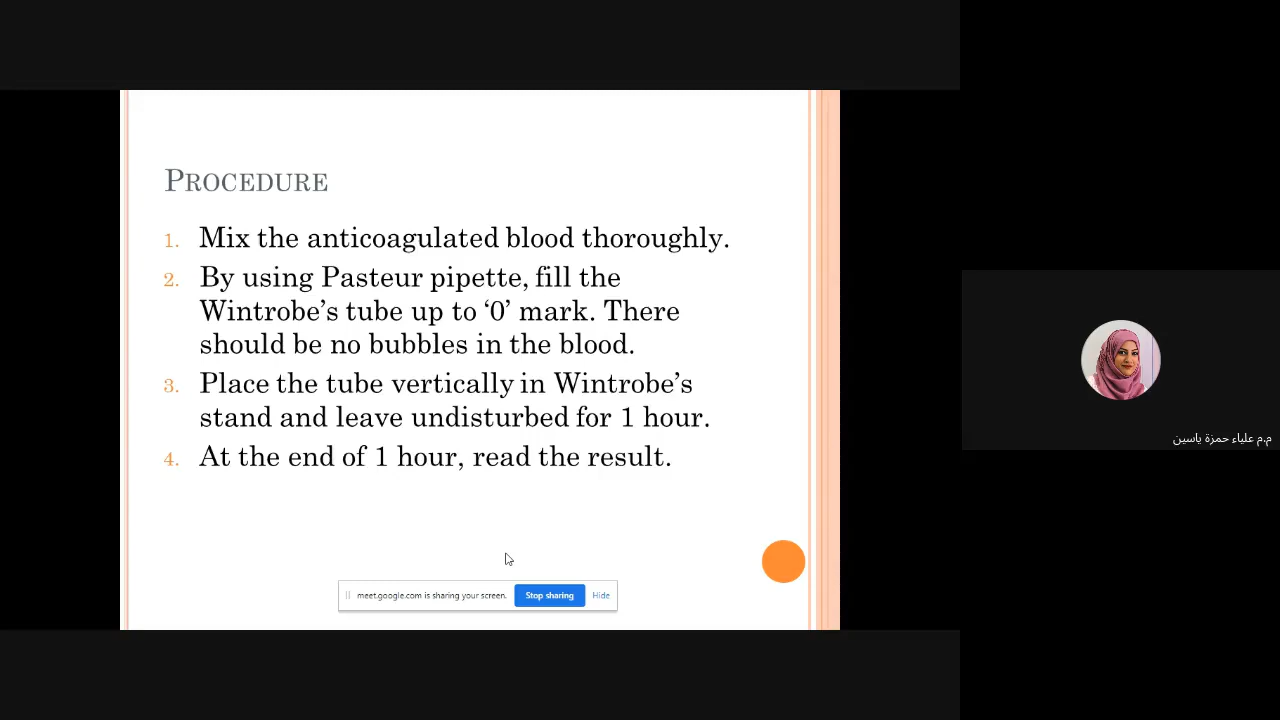 PROCEDURE
1. Mix the anticoagulated blood thoroughly.
2. By using Pasteur pipette, fill the
Wintrobe’s tube up to ‘0’ mark. There
should be no bubbles in the blood.
3. Place the tube vertically in Wintrobe’s
stand and leave undisturbed for 1 hour.
4. At the end of 1 hour, read the result.
meet.google.com is sharing your screen. Stop sharing Hide
م.م علياء حمزة ياسين